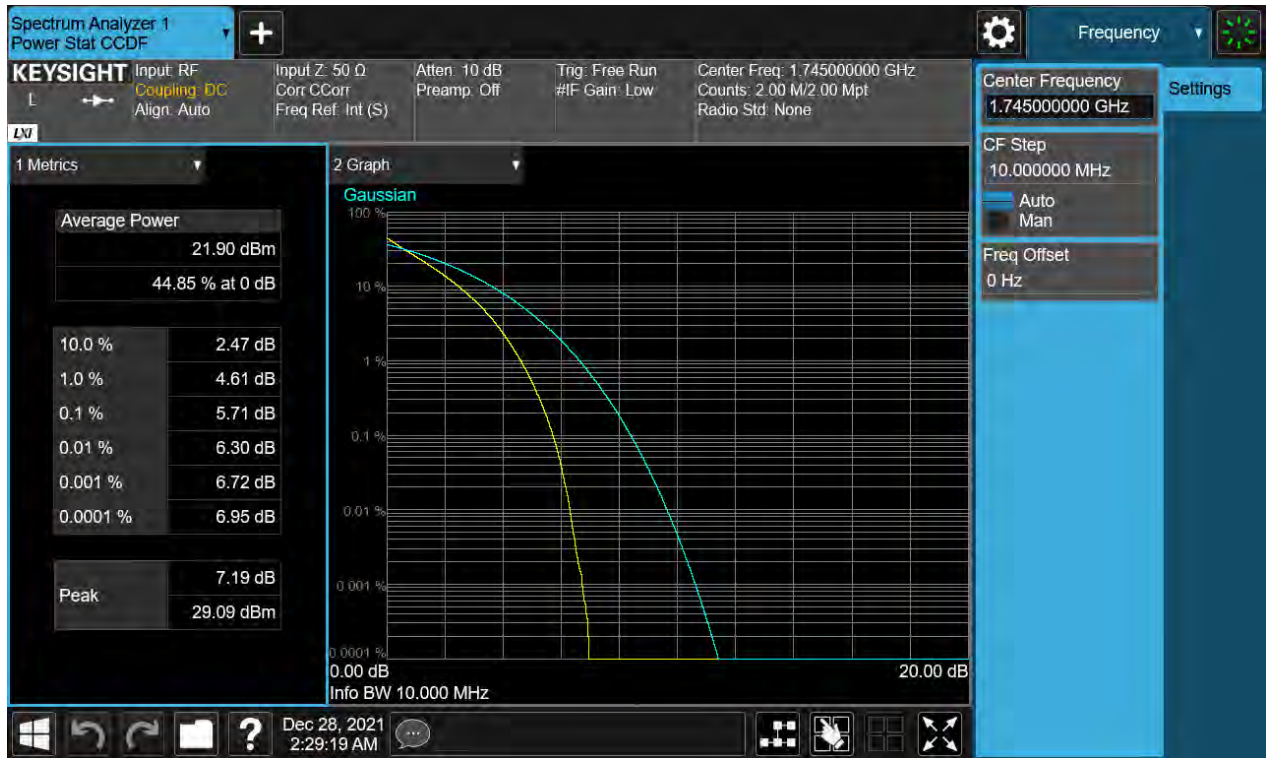 Spectrum Analyzer 1
Power Stat CCDF
+
Frequency
KEYSIGHT
L
LXI
Input: RF
Coupling: DC
Align: Auto
Input Z: 50 Ω
Corr CCorr
Freq Ref: Int (S)
Atten: 10 dB
Preamp: Off
Trig: Free Run
#IF Gain: Low
Center Freq: 1.745000000 GHz
Counts: 2.00 M/2.00 Mpt
Radio Std: None
Center Frequency
1.745000000 GHz
Settings
CF Step
10.000000 MHz
Auto
Man
Freq Offset
0 Hz
1 Metrics
Average Power
21.90 dBm
44.85 % at 0 dB
10.0 % 2.47 dB
1.0 % 4.61 dB
0.1 % 5.71 dB
0.01 % 6.30 dB
0.001 % 6.72 dB
0.0001 % 6.95 dB
Peak 7.19 dB
29.09 dBm
2 Graph
Gaussian
100 %
10 %
1 %
0.1 %
0.01 %
0.001 %
0.0001 %
0.00 dB 20.00 dB
Info BW 10.000 MHz
?
Dec 28, 2021
2:29:19 AM